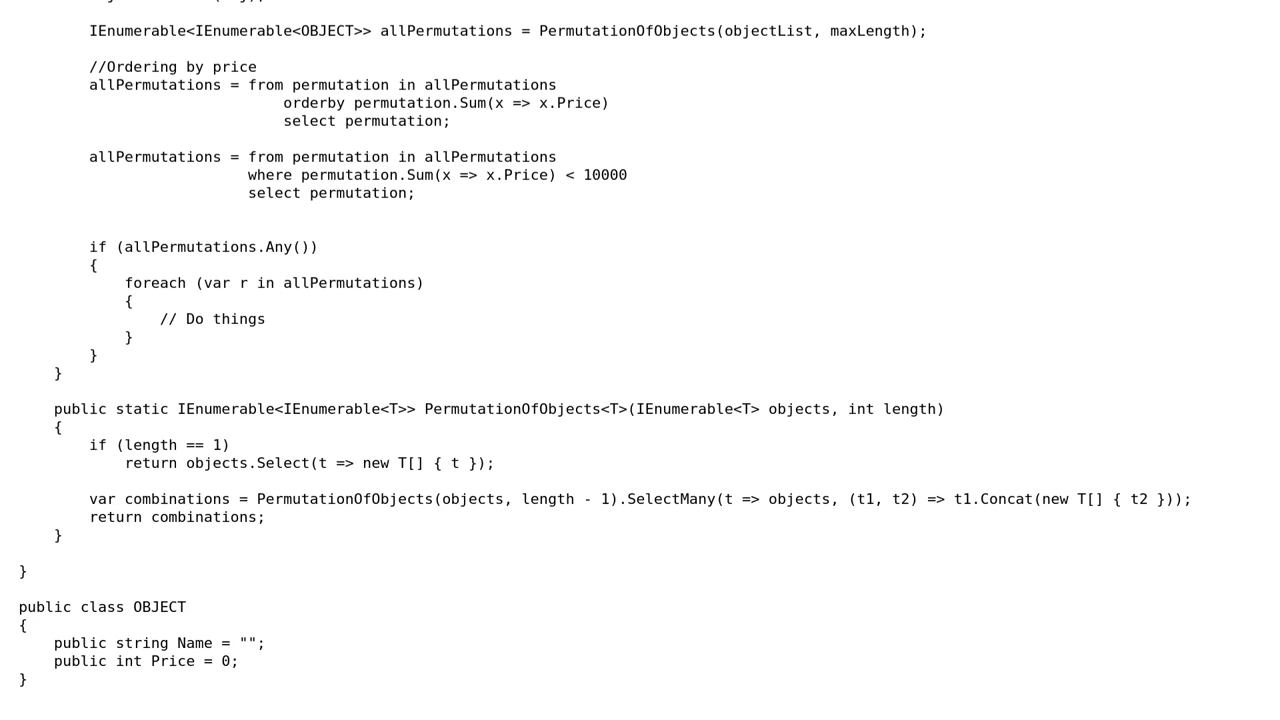 IEnumerable<IEnumerable<OBJECT>> allPermutations = PermutationOfObjects(objectList, maxLength);
//Ordering by price
allPermutations = from permutation in allPermutations
orderby permutation.Sum(x => x.Price)
select permutation;
allPermutations = from permutation in allPermutations
where permutation.Sum(x => x.Price) < 10000
select permutation;
if (allPermutations.Any())
{
foreach (var r in allPermutations)
{
// Do things
}
}
}
public static IEnumerable<IEnumerable<T>> PermutationOfObjects<T>(IEnumerable<T> objects, int length)
{
if (length == 1)
return objects.Select(t => new T[] { t });
var combinations = PermutationOfObjects(objects, length - 1).SelectMany(t => objects, (t1, t2) => t1.Concat(new T[] { t2 }));
return combinations;
}
}
public class OBJECT
{
public string Name = "";
public int Price = 0;
}